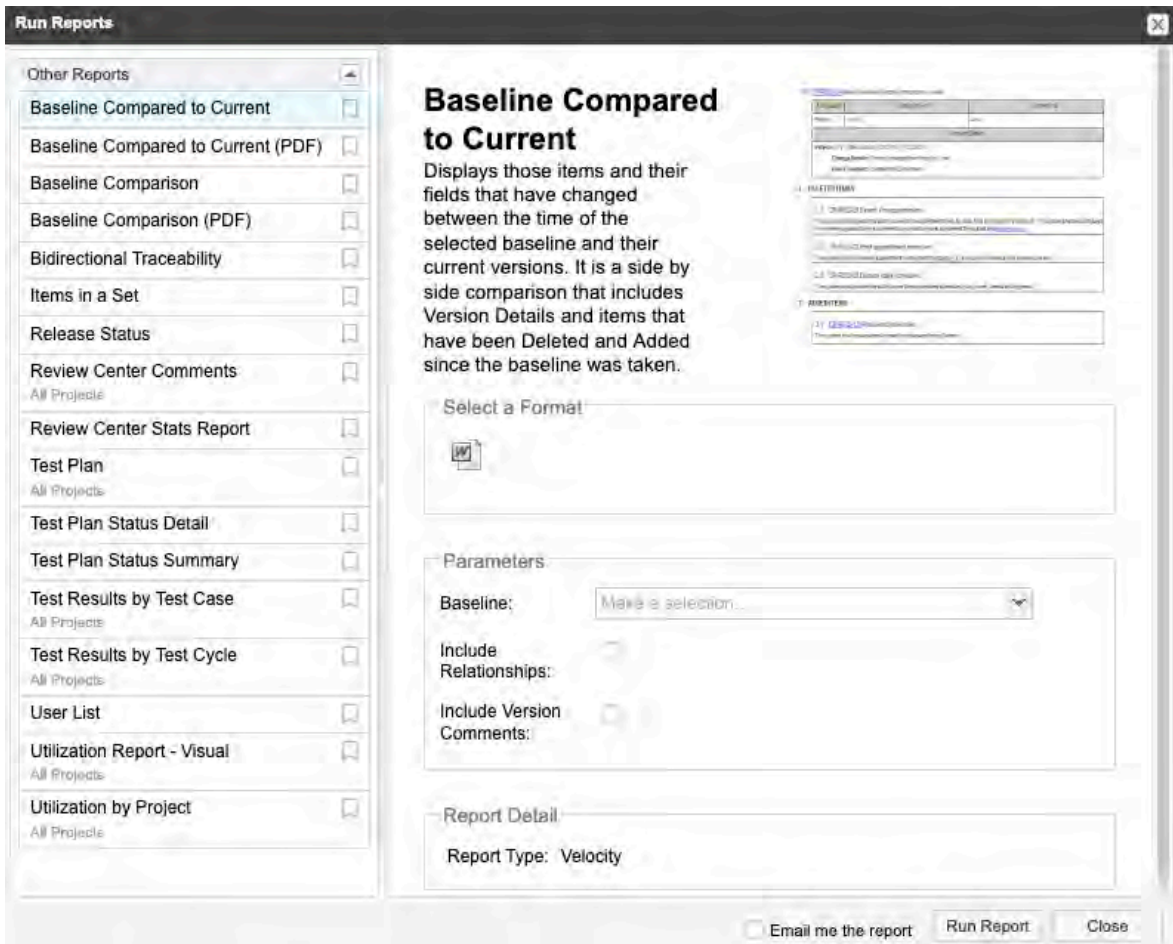 Run Reports
Other Reports
Baseline Compared to Current
Baseline Compared to Current (PDF)
Baseline Comparison
Baseline Comparison (PDF)
Bidirectional Traceability
Items in a Set
Release Status
Review Center Comments
All Projects
Review Center Stats Report
Test Plan
All Projects
Test Plan Status Detail
Test Plan Status Summary
Test Results by Test Case
All Projects
Test Results by Test Cycle
All Projects
User List
Utilization Report - Visual
All Projects
Utilization by Project
All Projects
Baseline Compared
to Current
Displays those items and their
fields that have changed
between the time of the
selected baseline and their
current versions. It is a side by
side comparison that includes
Version Details and items that
have been Deleted and Added
since the baseline was taken.
Select a Format
Parameters
Baseline:
Make a selection...
Include
Relationships:
Include Version
Comments:
Report Detail
Report Type: Velocity
Email me the report
Run Report
Close